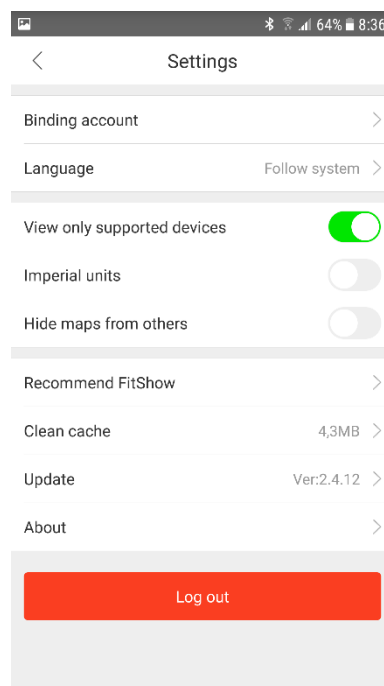 64% 8:36
Settings
Binding account
Language Follow system
View only supported devices
Imperial units
Hide maps from others
Recommend FitShow
Clean cache 4,3MB
Update Ver:2.4.12
About
Log out